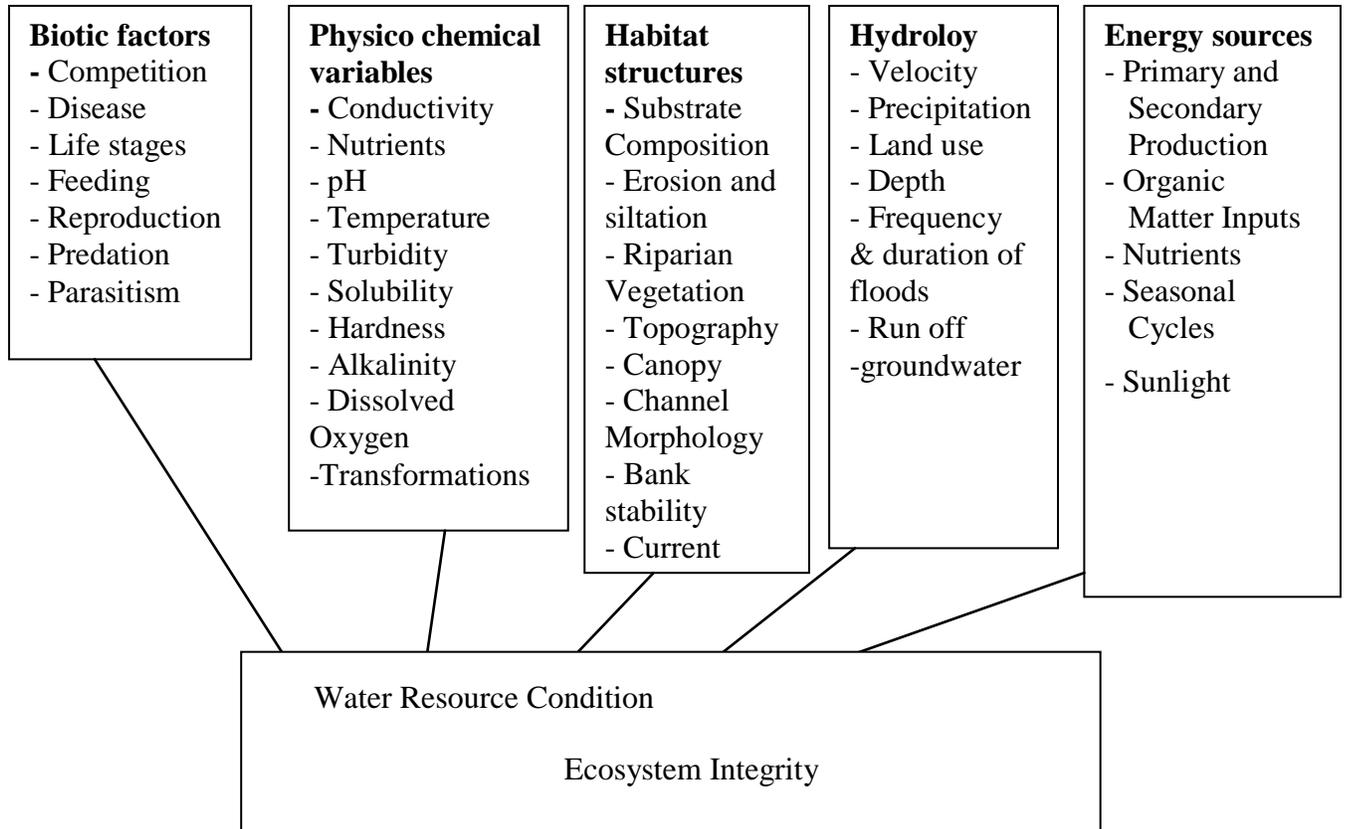 Biotic factors
- Competition
- Disease
- Life stages
- Feeding
- Reproduction
- Predation
- Parasitism
Physico chemical
variables
- Conductivity
- Nutrients
- pH
- Temperature
- Turbidity
- Solubility
- Hardness
- Alkalinity
- Dissolved
Oxygen
-Transformations
Habitat
structures
- Substrate
Composition
- Erosion and
siltation
- Riparian
Vegetation
- Topography
- Canopy
- Channel
Morphology
- Bank
stability
- Current
Hydroloy
- Velocity
- Precipitation
- Land use
- Depth
- Frequency
& duration of
floods
- Run off
-groundwater
Energy sources
- Primary and
Secondary
Production
- Organic
Matter Inputs
- Nutrients
- Seasonal
Cycles
- Sunlight
Water Resource Condition
Ecosystem Integrity